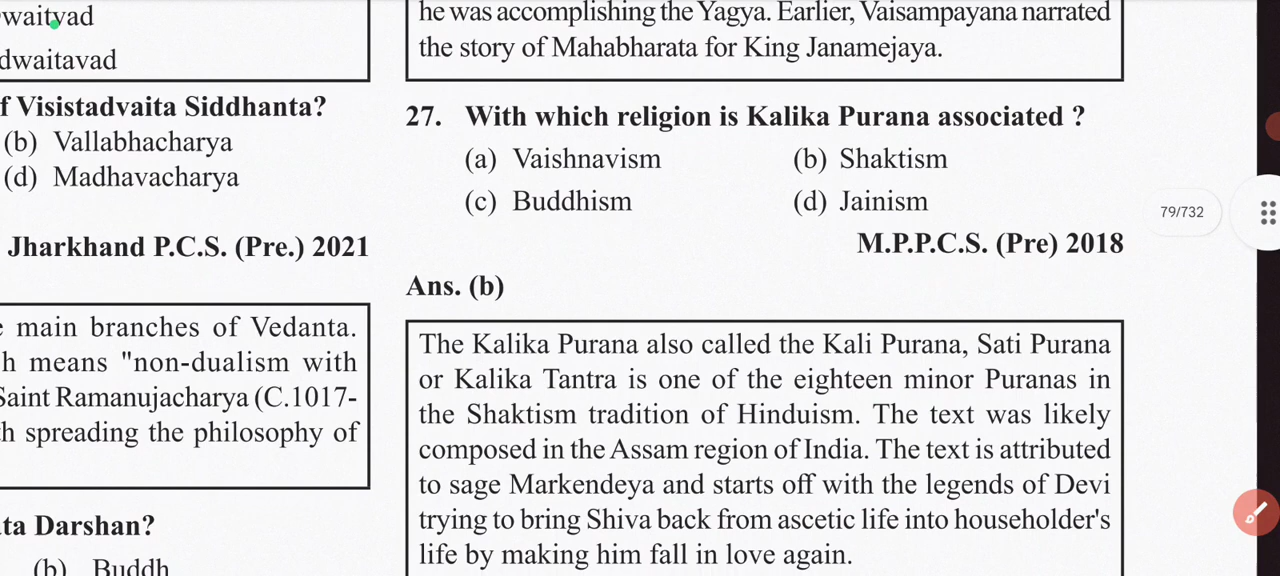 dwaitavad
f Visistadvaita Siddhanta?
(b) Vallabhacharya
(d) Madhavacharya
Jharkhand P.C.S. (Pre.) 2021
main branches of Vedanta.
h means "non-dualism with
Saint Ramanujacharya (C.1017-
h spreading the philosophy of
ta Darshan?
(b) Buddh
he was accomplishing the Yagya. Earlier, Vaisampayana narrated
the story of Mahabharata for King Janamejaya.
27. With which religion is Kalika Purana associated ?
(a) Vaishnavism (b) Shaktism
(c) Buddhism (d) Jainism
M.P.P.C.S. (Pre) 2018
Ans. (b)
The Kalika Purana also called the Kali Purana, Sati Purana
or Kalika Tantra is one of the eighteen minor Puranas in
the Shaktism tradition of Hinduism. The text was likely
composed in the Assam region of India. The text is attributed
to sage Markendeya and starts off with the legends of Devi
trying to bring Shiva back from ascetic life into householder's
life by making him fall in love again.
79/732